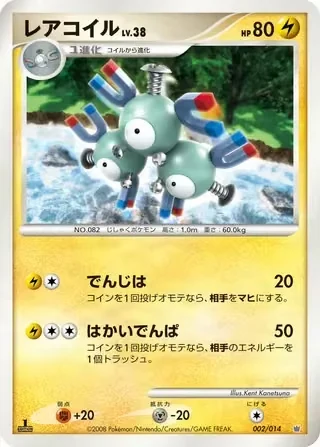 レアコイル LV.38 HP 80
1進化 コイルから進化
NO.082 じしゃくポケモン 高さ：1.0m 重さ：60.0kg
でんじは 20
コインを1回投げオモテなら、相手をマヒにする。
はかいでんぱ 50
コインを1回投げオモテなら、相手のエネルギーを
1個トラッシュ。
Illus.Kent Kanetsuna
弱点 +20 抵抗力 -20 にげる
1 EDITION ©2008 Pokémon/Nintendo/Creatures/GAME FREAK. 002/014